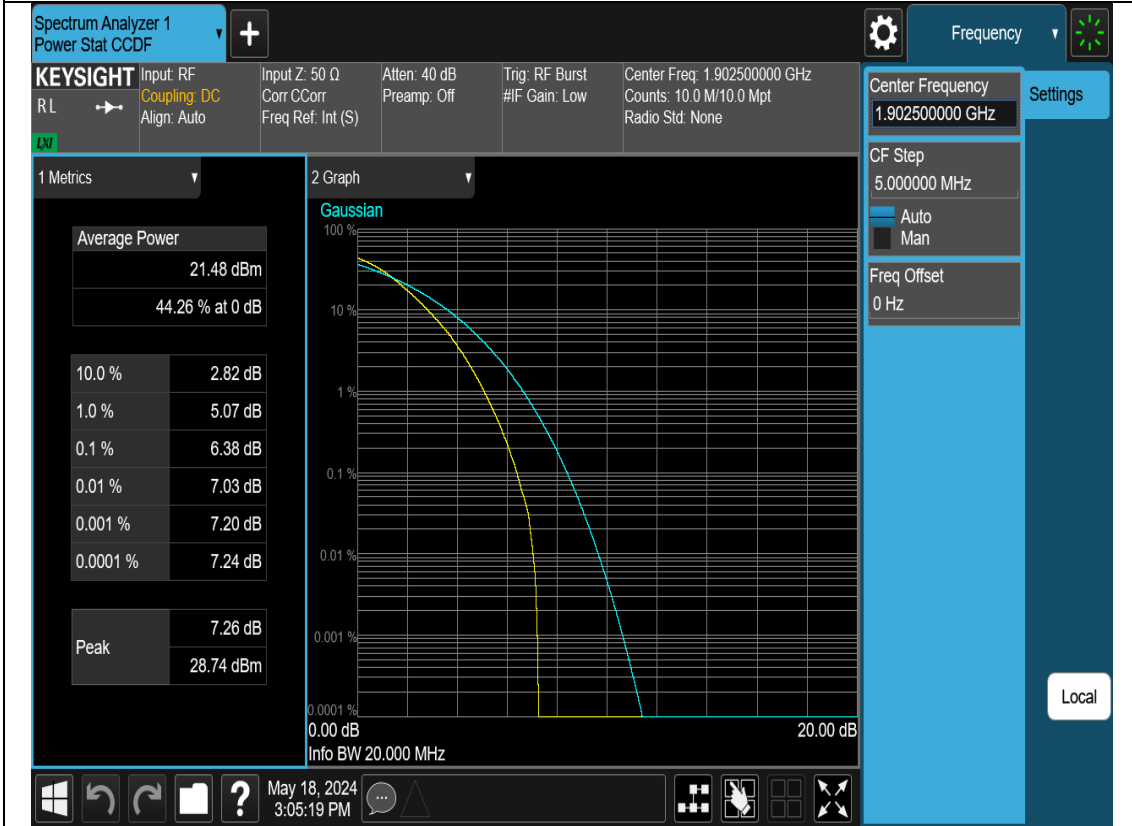 Spectrum Analyzer 1
Power Stat CCDF
Frequency
KEYSIGHT
RL
LXI
Input: RF
Coupling: DC
Align: Auto
Input Z: 50 Ω
Corr CCorr
Freq Ref: Int (S)
Atten: 40 dB
Preamp: Off
Trig: RF Burst
#IF Gain: Low
Center Freq: 1.902500000 GHz
Counts: 10.0 M/10.0 Mpt
Radio Std: None
Center Frequency
1.902500000 GHz
Settings
CF Step
5.000000 MHz
Auto
Man
Freq Offset
0 Hz
Local
1 Metrics
Average Power
21.48 dBm
44.26 % at 0 dB
10.0 % 2.82 dB
1.0 % 5.07 dB
0.1 % 6.38 dB
0.01 % 7.03 dB
0.001 % 7.20 dB
0.0001 % 7.24 dB
Peak
7.26 dB
28.74 dBm
2 Graph
Gaussian
100 %
10 %
1 %
0.1 %
0.01 %
0.001 %
0.0001 %
0.00 dB 20.00 dB
Info BW 20.000 MHz
?
May 18, 2024
3:05:19 PM